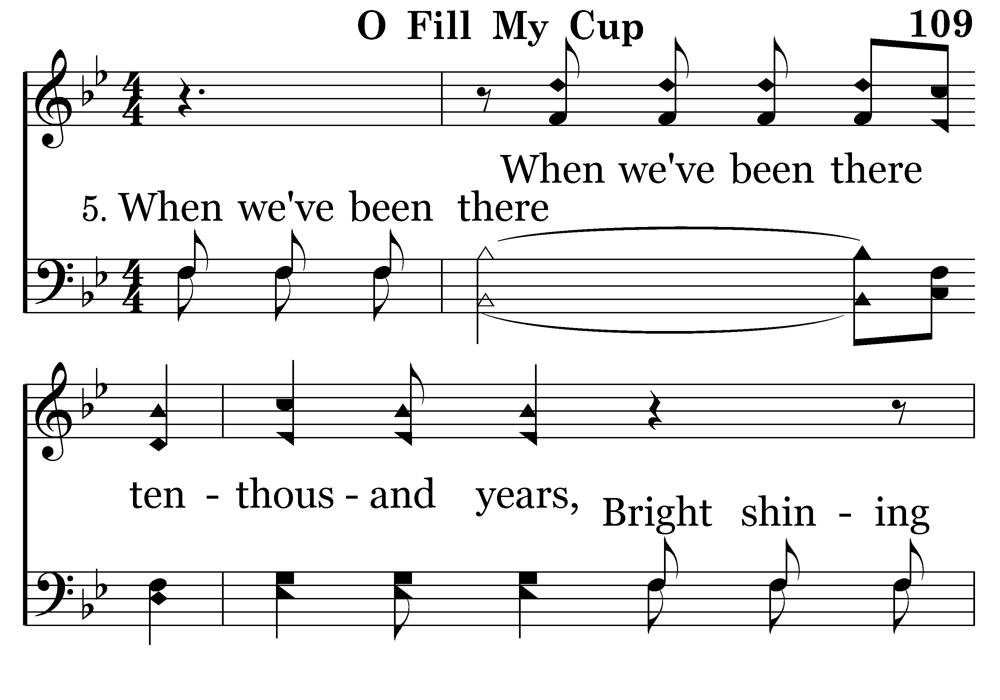 O Fill My Cup 109
When we've been there
5. When we've been there
ten - thous - and years, Bright shin - ing